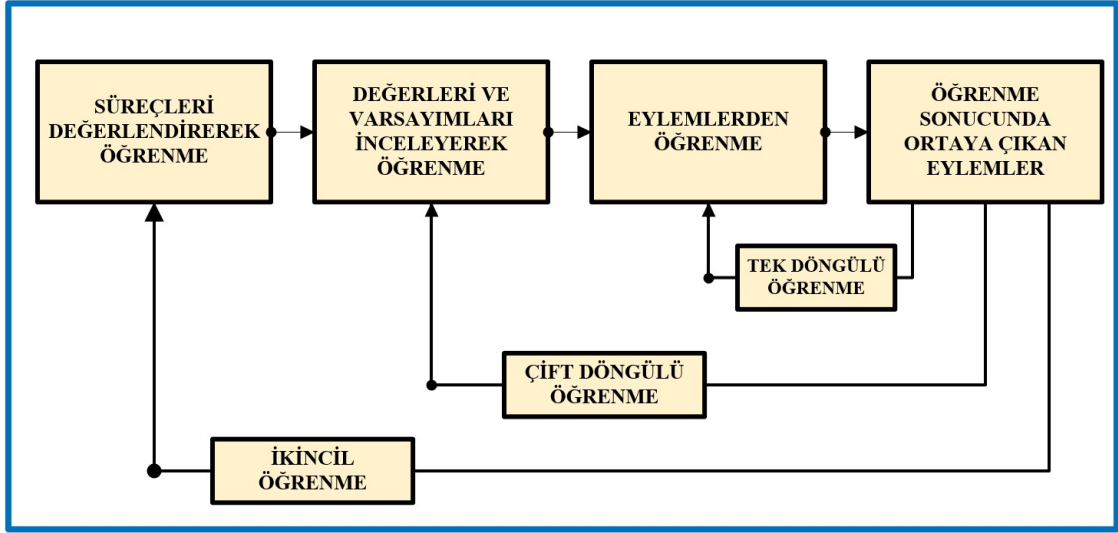 SÜREÇLERİ
DEĞERLENDİREREK
ÖĞRENME
DEĞERLERİ VE
VARSAYIMLARI
İNCELEYEREK
ÖĞRENME
EYLEMLERDEN
ÖĞRENME
ÖĞRENME
SONUCUNDA
ORTAYA ÇIKAN
EYLEMLER
TEK DÖNGÜLÜ
ÖĞRENME
ÇİFT DÖNGÜLÜ
ÖĞRENME
İKİNCİL
ÖĞRENME